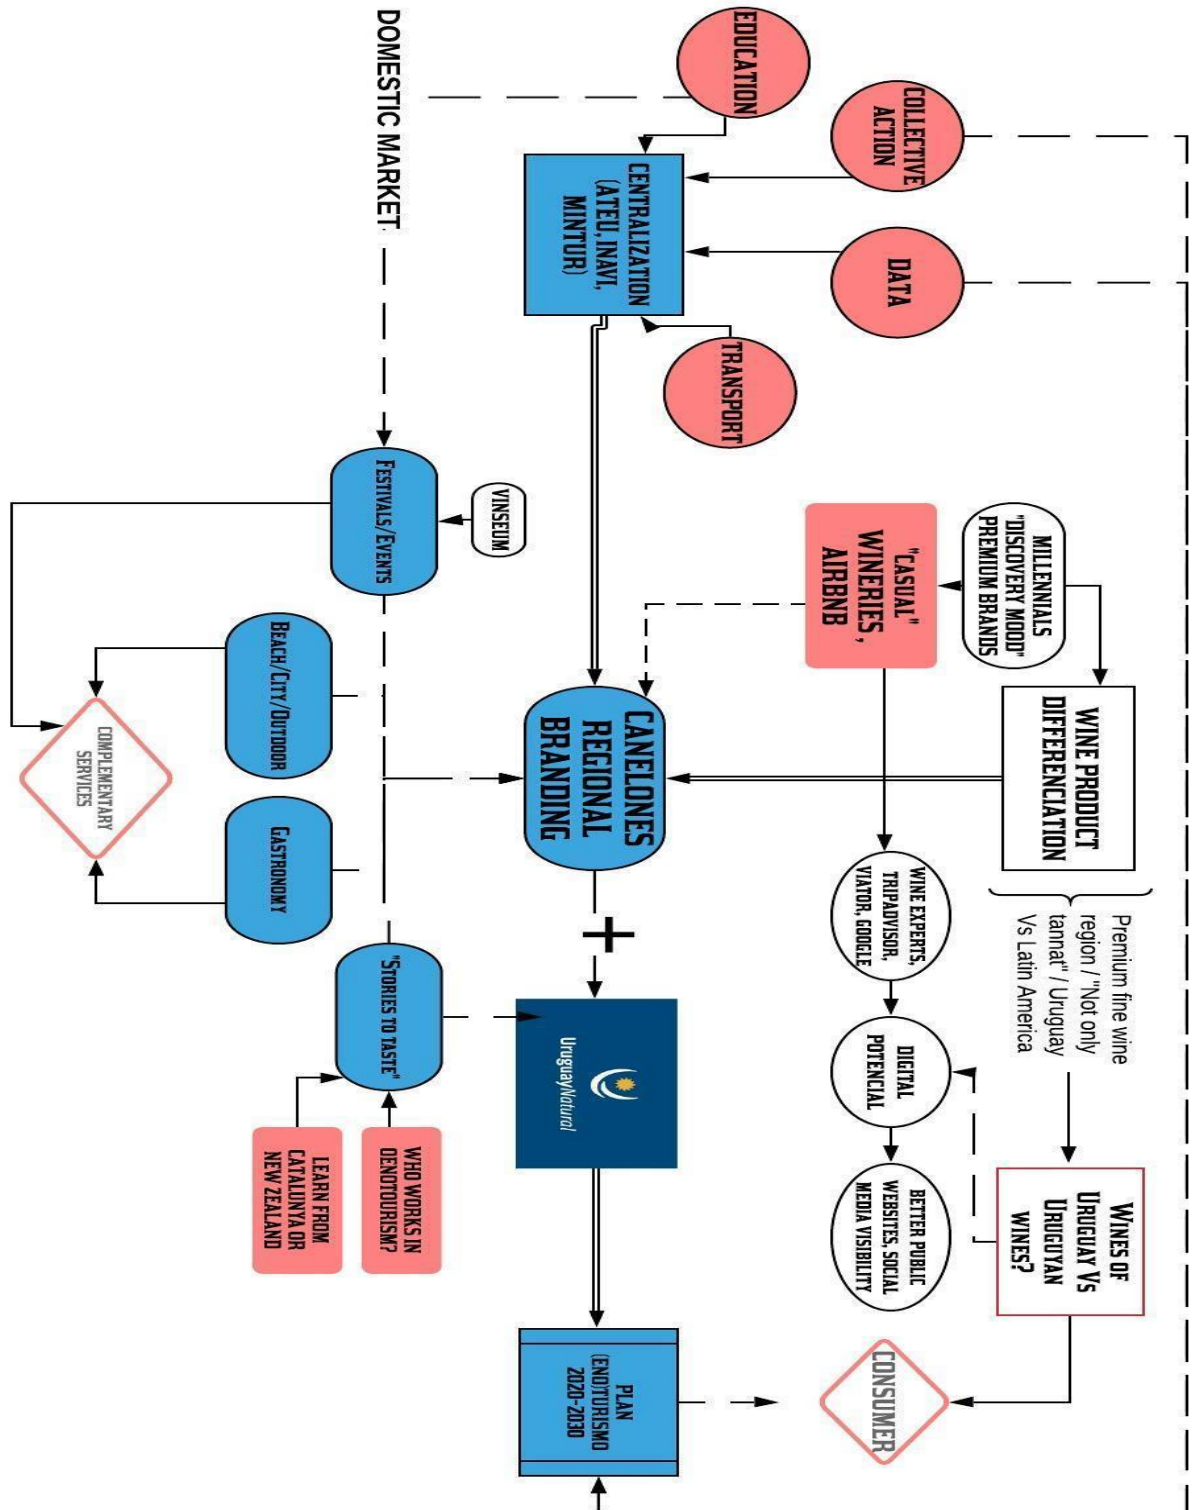 DOMESTIC MARKET
EDUCATION
COLLECTIVE
ACTION
DATA
TRANSPORT
CENTRALIZATION
(ATEU, INAVI,
MINTUR)
MILLENNIALS
"DISCOVERY MOOD"
PREMIUM BRANDS
"CASUAL"
WINERIES,
AIRBNB
VINSEUM
FESTIVALS/EVENTS
BEACH/CITY/OUTDOOR
GASTRONOMY
COMPLEMENTARY
SERVICES
WINE PRODUCT
DIFFERENCIATION
CANELONES
REGIONAL
BRANDING
+
Premium fine wine
region / "Not only
tannat" / Uruguay
Vs Latin America
WINE EXPERTS,
TRIPADVISOR,
VIATOR, GOOGLE
DIGITAL
POTENCIAL
BETTER PUBLIC
WEBSITES, SOCIAL
MEDIA VISIBILITY
"STORIES TO TASTE"
UruguayNatural
WHO WORKS IN
OENOTOURISM?
LEARN FROM
CATALUNYA OR
NEW ZEALAND
WINES OF
URUGUAY VS
URUGUYAN
WINES?
CONSUMER
PLAN
(ENO)TURISMO
2020-2030